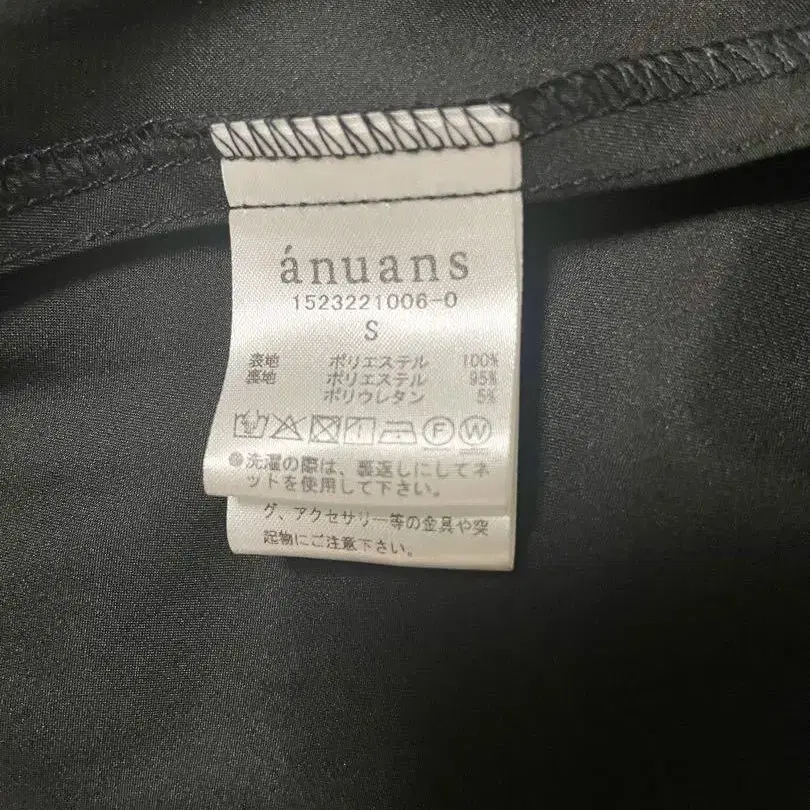 ánuans
1523221006-0
S
表地 ポリエステル 100%
裏地 ポリエステル 95%
ポリウレタン 5%
F W
●洗濯の際は、裏返しにしてネ
ットを使用して下さい。
グ、アクセサリー等の金具や突
起物にご注意下さい。